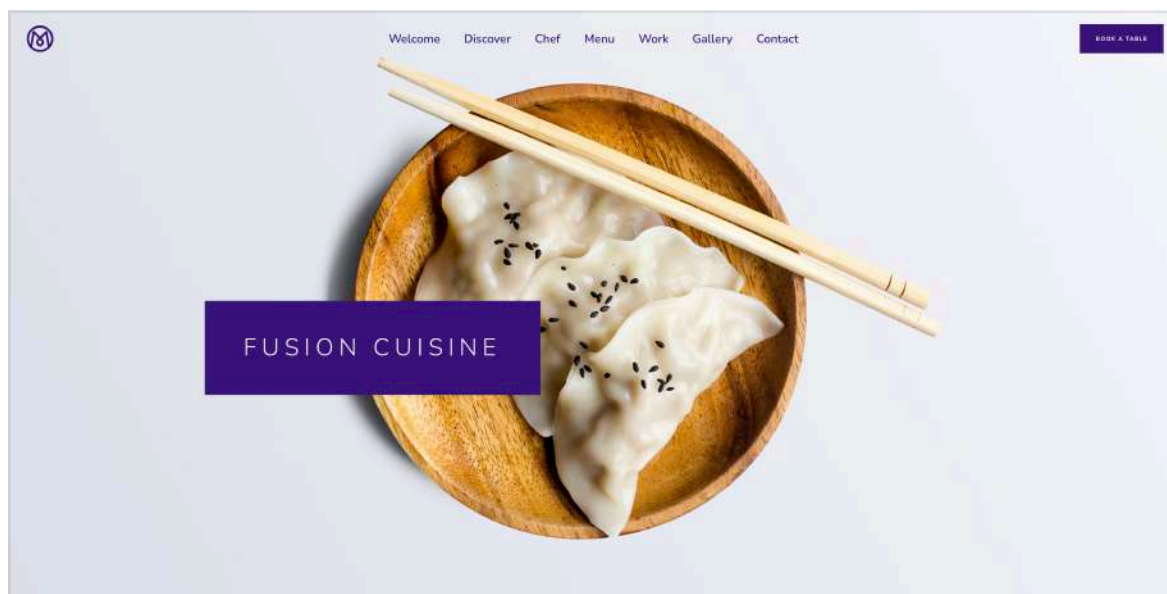 Welcome Discover Chef Menu Work Gallery Contact
BOOK A TABLE
FUSION CUISINE